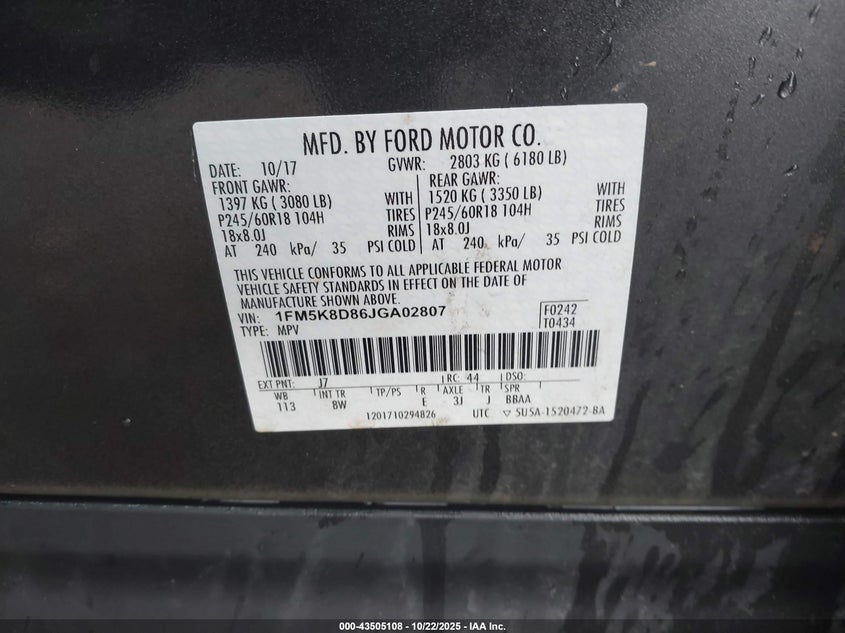 MFD. BY FORD MOTOR CO.
DATE: 10/17 GVWR: 2803 KG ( 6180 LB)
FRONT GAWR: REAR GAWR:
1397 KG ( 3080 LB) WITH 1520 KG ( 3350 LB) WITH
P245/60R18 104H TIRES P245/60R18 104H TIRES
18x8.0J RIMS 18x8.0J RIMS
AT 240 kPa/ 35 PSI COLD AT 240 kPa/ 35 PSI COLD
THIS VEHICLE CONFORMS TO ALL APPLICABLE FEDERAL MOTOR
VEHICLE SAFETY STANDARDS IN EFFECT ON THE DATE OF
MANUFACTURE SHOWN ABOVE.
VIN: 1FM5K8D86JGA02807 F0242
TYPE: MPV T0434
EXT PNT: J7 RC: 44 DSO:
WB INT TR TP/PS R AXLE TR SPR
113 8W E 3J J BBAA
1201710294826 UTC ▽ SU5A-1520472-BA
000-43505108 • 10/22/2025 • IAA Inc.